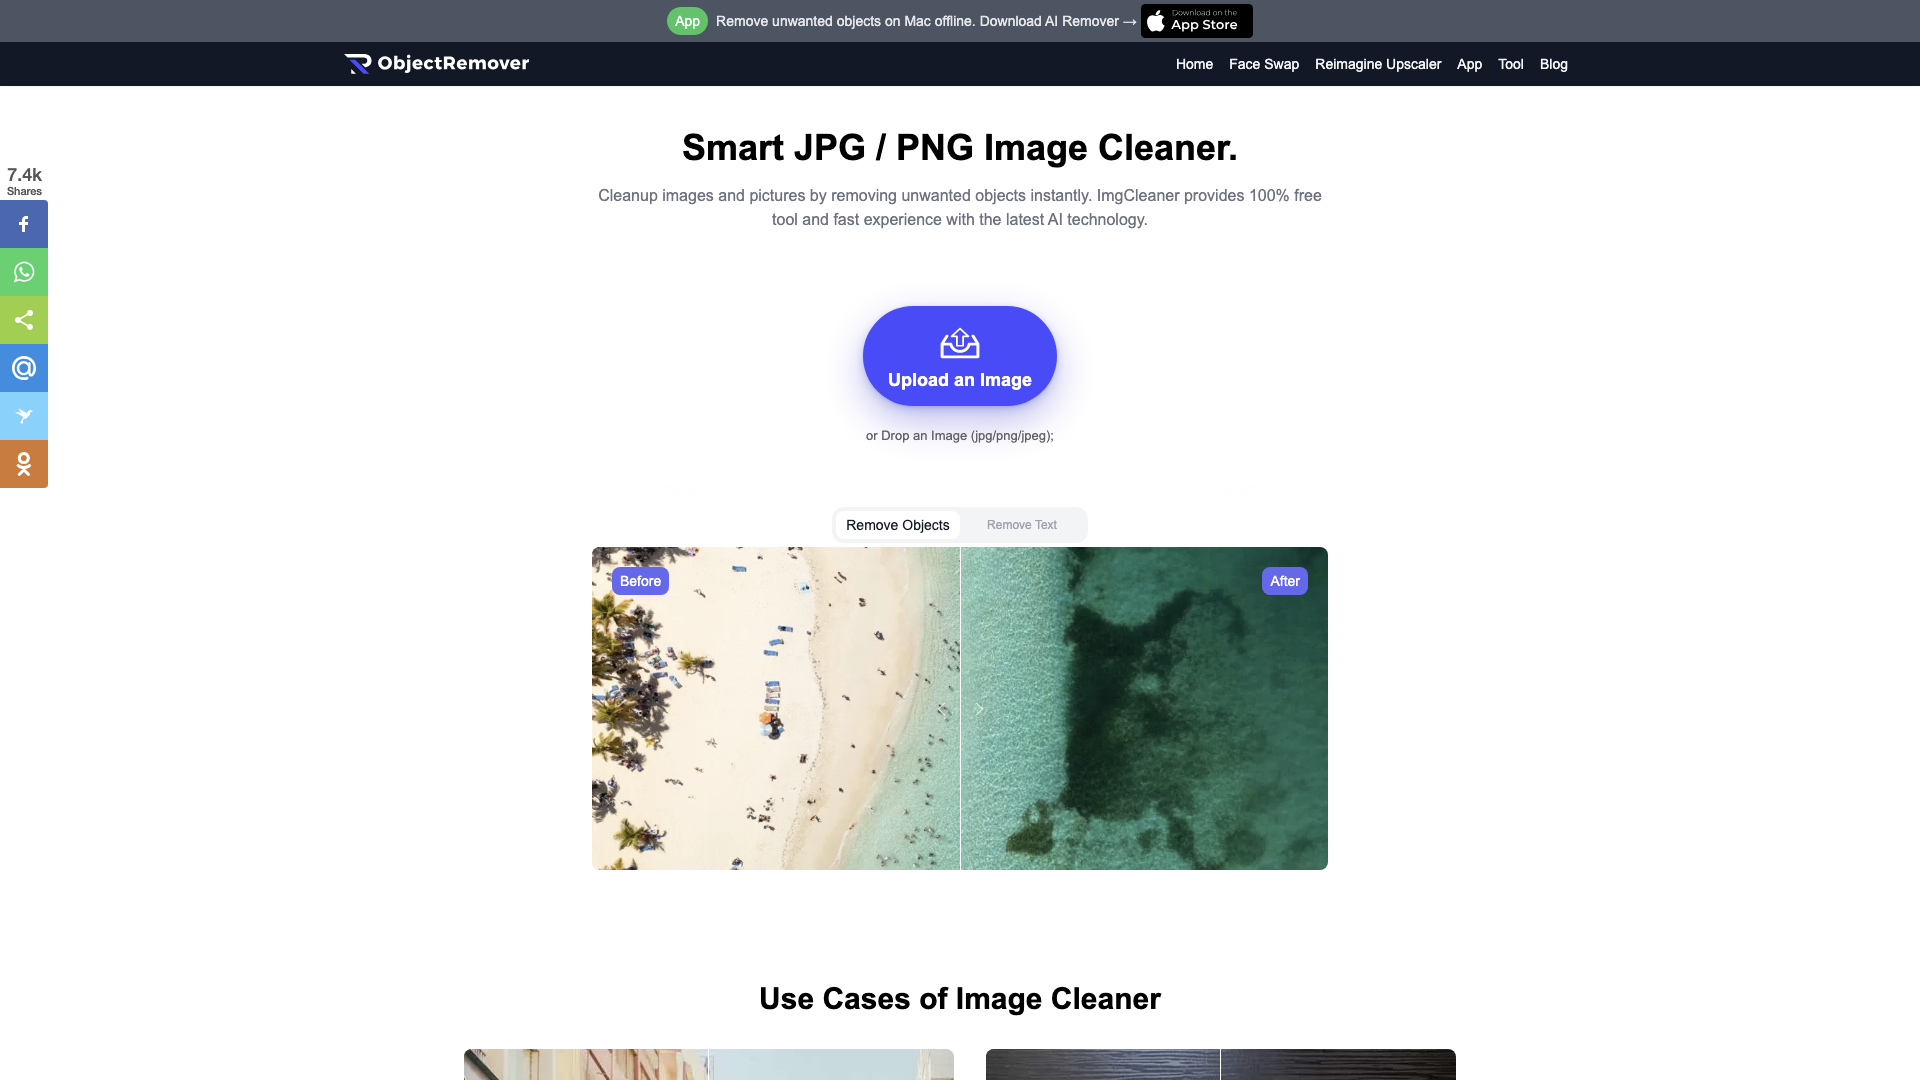 App Remove unwanted objects on Mac offline. Download AI Remover → Download on the App Store
ObjectRemover
Home Face Swap Reimagine Upscaler App Tool Blog
Smart JPG / PNG Image Cleaner.
Cleanup images and pictures by removing unwanted objects instantly. ImgCleaner provides 100% free
tool and fast experience with the latest AI technology.
7.4k
Shares
Upload an Image
or Drop an Image (jpg/png/jpeg);
Remove Objects Remove Text
Before After
Use Cases of Image Cleaner